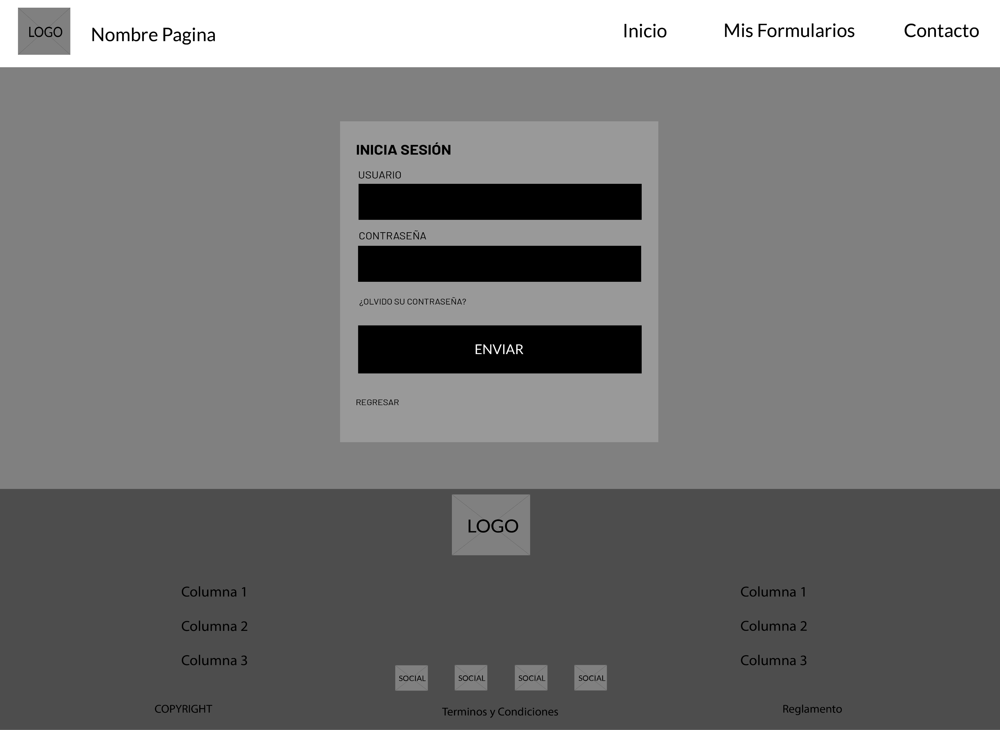 LOGO
Nombre Pagina
Inicio
Mis Formularios
Contacto
INICIA SESIÓN
USUARIO
CONTRASEÑA
¿OLVIDO SU CONTRASEÑA?
ENVIAR
REGRESAR
LOGO
Columna 1
Columna 2
Columna 3
Columna 1
Columna 2
Columna 3
SOCIAL
SOCIAL
SOCIAL
SOCIAL
COPYRIGHT
Terminos y Condiciones
Reglamento